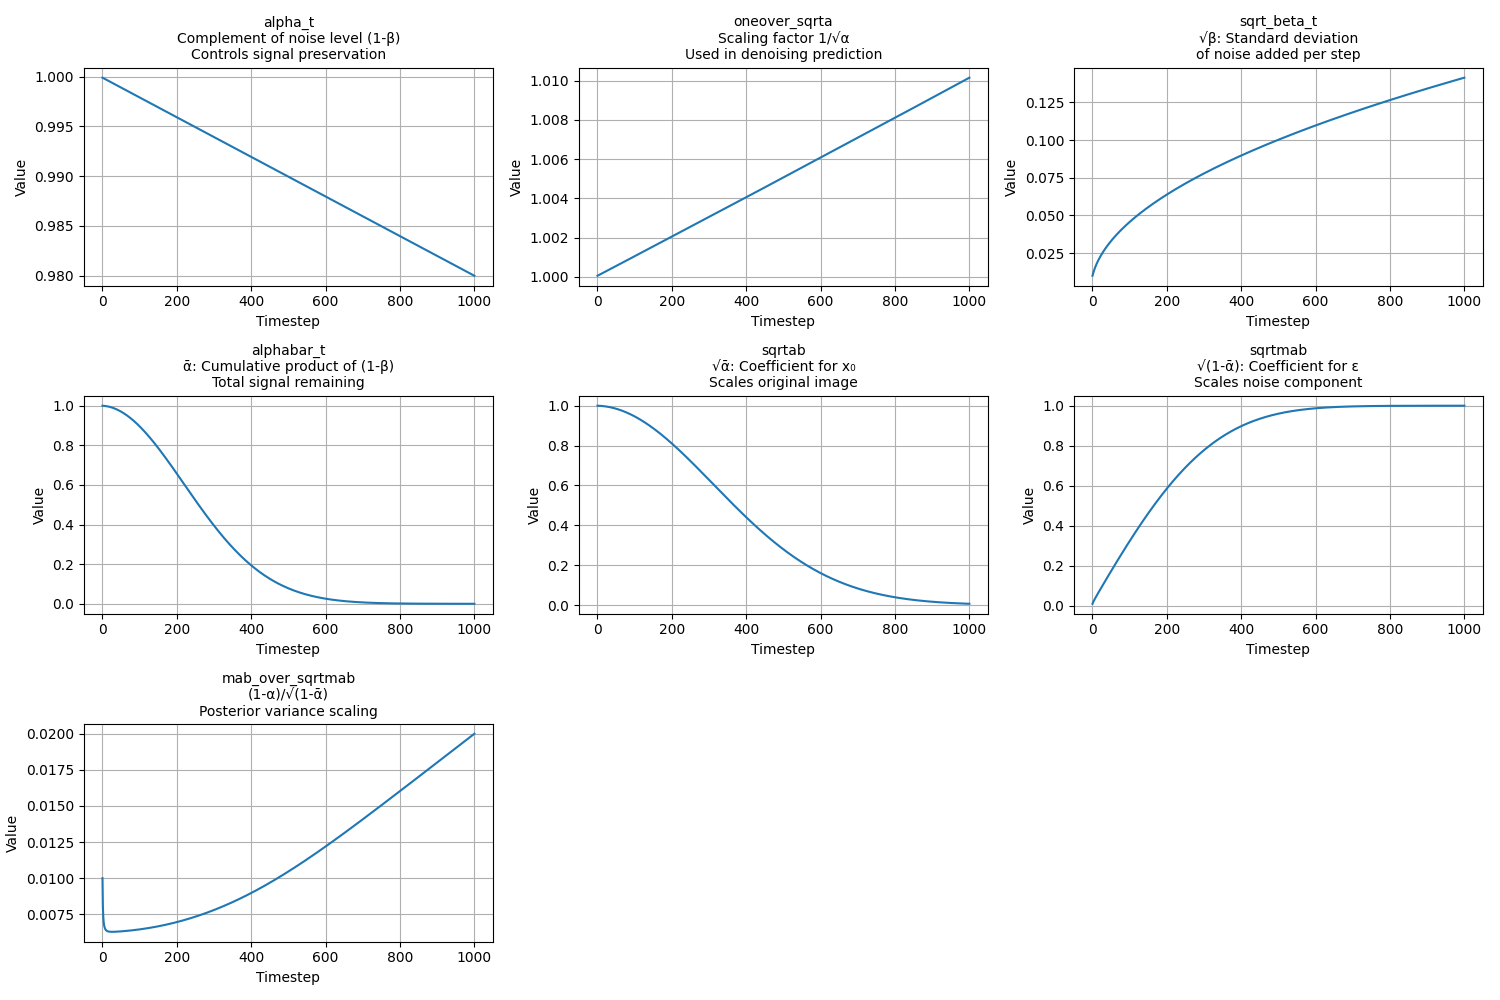 alpha_t
Complement of noise level (1-β)
Controls signal preservation
1.000
0.995
0.990
0.985
0.980
Value
0 200 400 600 800 1000
Timestep
oneover_sqrta
Scaling factor 1/√α
Used in denoising prediction
1.010
1.008
1.006
1.004
1.002
1.000
Value
0 200 400 600 800 1000
Timestep
sqrt_beta_t
√β: Standard deviation
of noise added per step
0.125
0.100
0.075
0.050
0.025
Value
0 200 400 600 800 1000
Timestep
alphabar_t
ᾱ: Cumulative product of (1-β)
Total signal remaining
1.0
0.8
0.6
0.4
0.2
0.0
Value
0 200 400 600 800 1000
Timestep
sqrtab
√ᾱ: Coefficient for x₀
Scales original image
1.0
0.8
0.6
0.4
0.2
0.0
Value
0 200 400 600 800 1000
Timestep
sqrtmab
√(1-ᾱ): Coefficient for ε
Scales noise component
1.0
0.8
0.6
0.4
0.2
0.0
Value
0 200 400 600 800 1000
Timestep
mab_over_sqrtmab
(1-α)/√(1-ᾱ)
Posterior variance scaling
0.0200
0.0175
0.0150
0.0125
0.0100
0.0075
Value
0 200 400 600 800 1000
Timestep